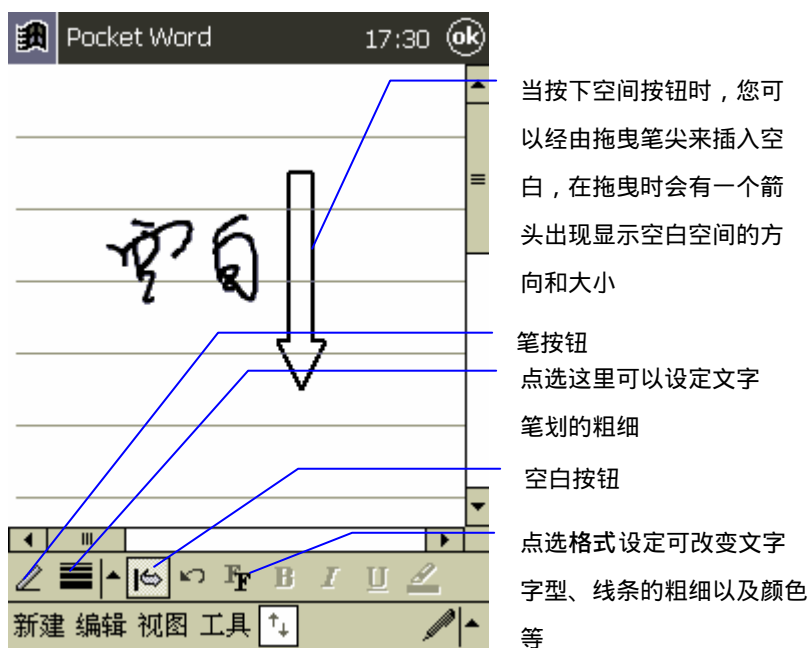 Pocket Word 17:30 ok
当按下空间按钮时，您可
以经由拖曳笔尖来插入空
白，在拖曳时会有一个箭
头出现显示空白空间的方
向和大小
空白
笔按钮
点选这里可以设定文字
笔划的粗细
空白按钮
点选格式设定可改变文字
字型、线条的粗细以及颜色
等
FF B I U
新建 编辑 视图 工具